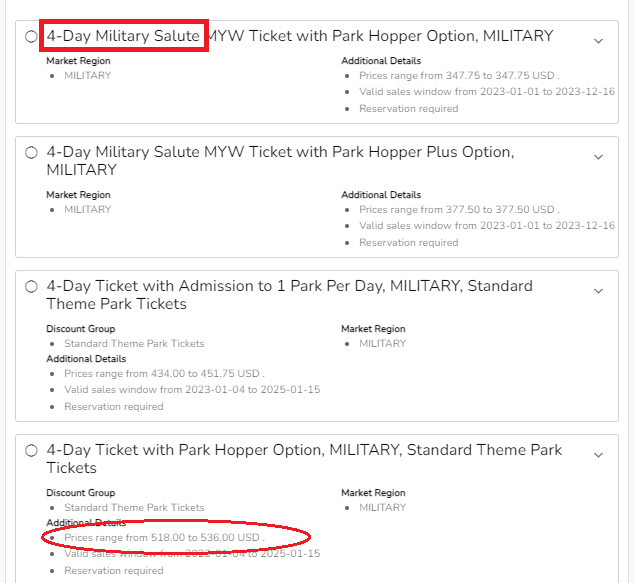 4-Day Military Salute MYW Ticket with Park Hopper Option, MILITARY
Market Region
MILITARY
Additional Details
Prices range from 347.75 to 347.75 USD .
Valid sales window from 2023-01-01 to 2023-12-16
Reservation required
4-Day Military Salute MYW Ticket with Park Hopper Plus Option,
MILITARY
Market Region
MILITARY
Additional Details
Prices range from 377.50 to 377.50 USD .
Valid sales window from 2023-01-01 to 2023-12-16
Reservation required
4-Day Ticket with Admission to 1 Park Per Day, MILITARY, Standard
Theme Park Tickets
Discount Group
Standard Theme Park Tickets
Market Region
MILITARY
Additional Details
Prices range from 434.00 to 451.75 USD .
Valid sales window from 2023-01-04 to 2025-01-15
Reservation required
4-Day Ticket with Park Hopper Option, MILITARY, Standard Theme Park
Tickets
Discount Group
Standard Theme Park Tickets
Market Region
MILITARY
Additional Details
Prices range from 518.00 to 536.00 USD .
Valid sales window from 2023-01-04 to 2025-01-15
Reservation required